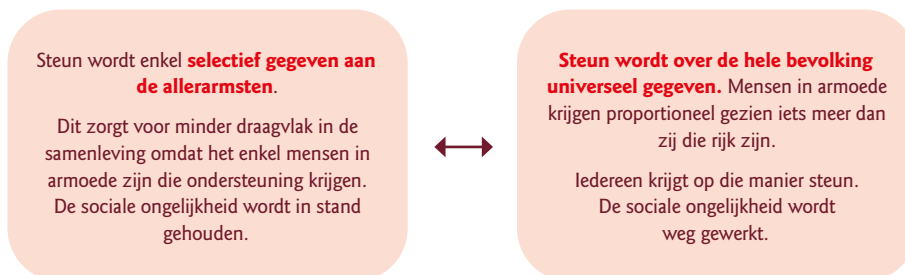 Steun wordt enkel selectief gegeven aan
de allerarmsten.
Dit zorgt voor minder draagvlak in de
samenleving omdat het enkel mensen in
armoede zijn die ondersteuning krijgen.
De sociale ongelijkheid wordt in stand
gehouden.
Steun wordt over de hele bevolking
universeel gegeven. Mensen in armoede
krijgen proportioneel gezien iets meer dan
zij die rijk zijn.
Iedereen krijgt op die manier steun.
De sociale ongelijkheid wordt
weg gewerkt.